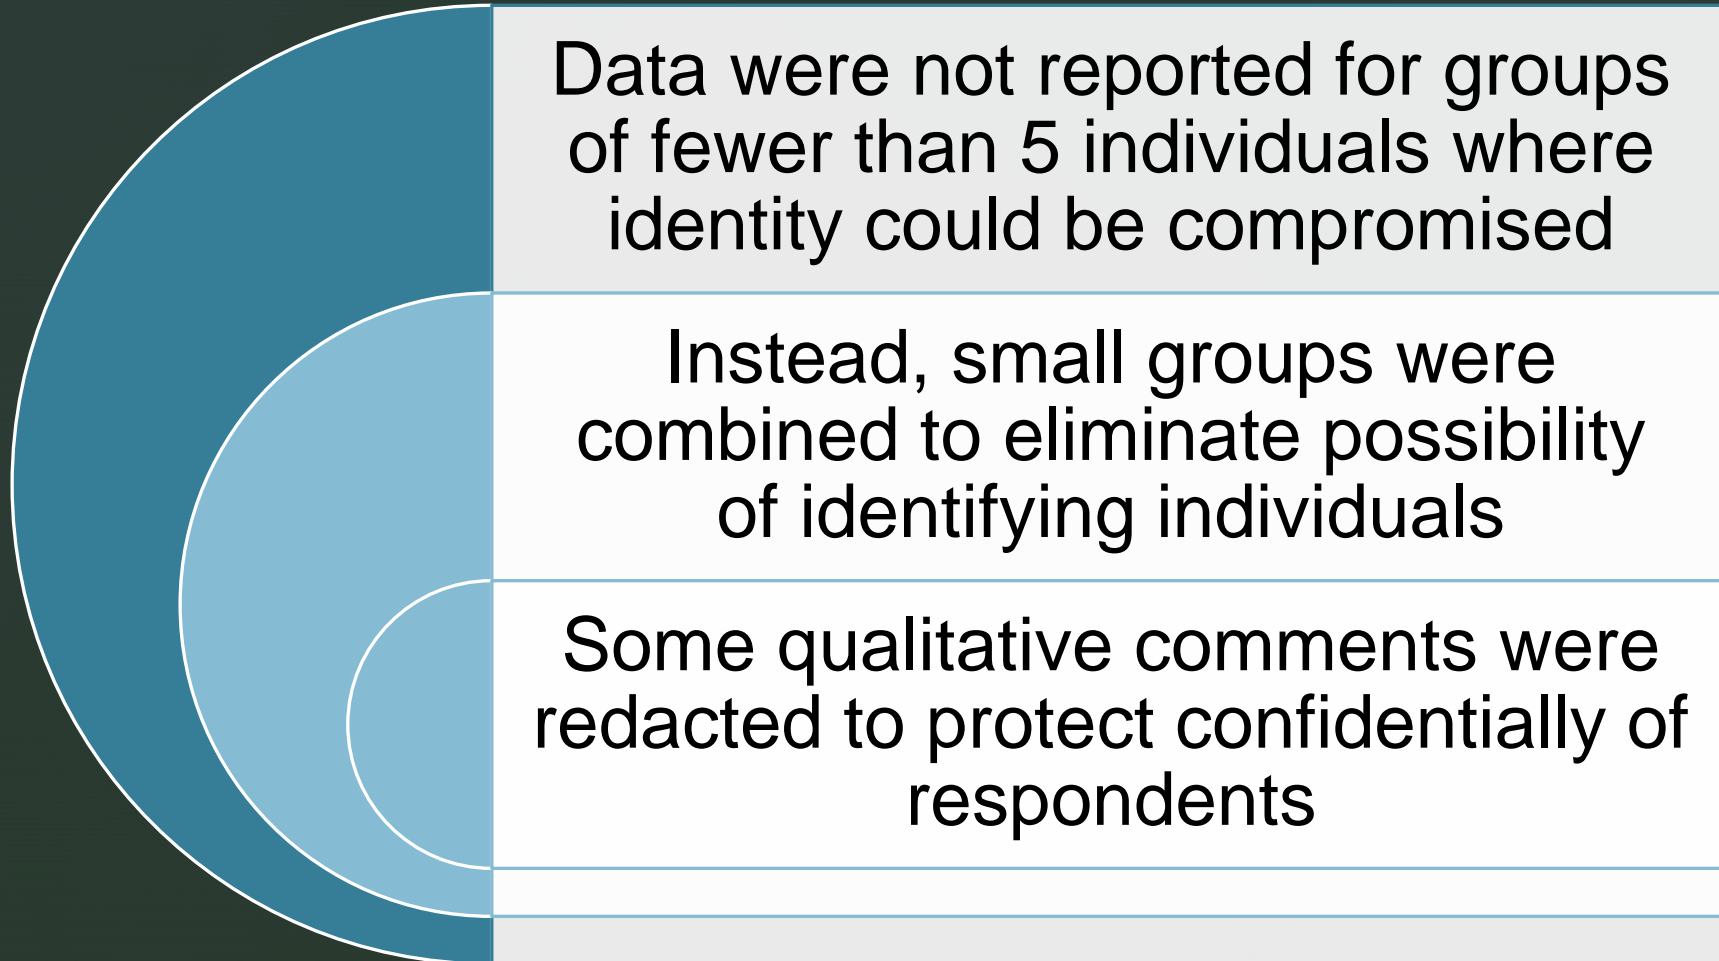 Data were not reported for groups
of fewer than 5 individuals where
identity could be compromised
Instead, small groups were
combined to eliminate possibility
of identifying individuals
Some qualitative comments were
redacted to protect confidentially of
respondents